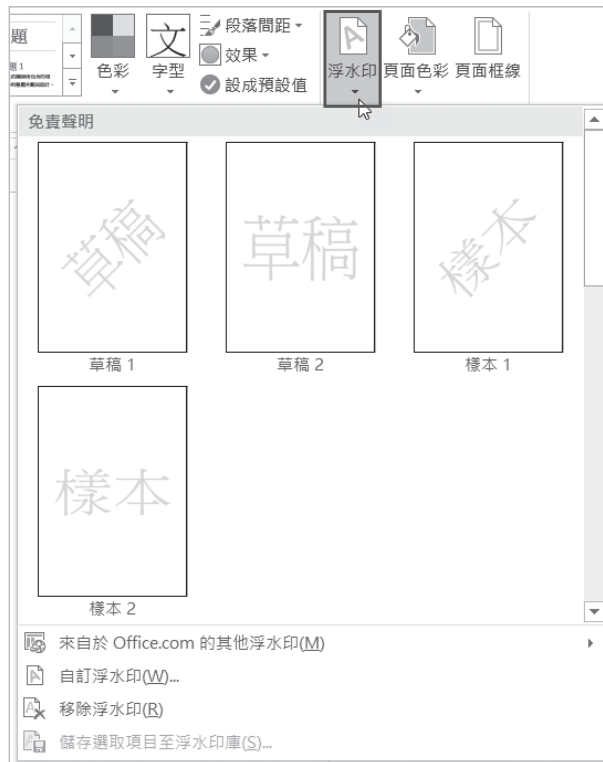 題
題 1
色彩
文
字型
段落間距
效果
設成預設值
A
浮水印
頁面色彩
頁面框線
免責聲明
草稿
草稿 1
草稿
草稿 2
樣本
樣本 1
樣本
樣本 2
來自於 Office.com 的其他浮水印(M)
自訂浮水印(W)...
移除浮水印(R)
儲存選取項目至浮水印庫(S)...